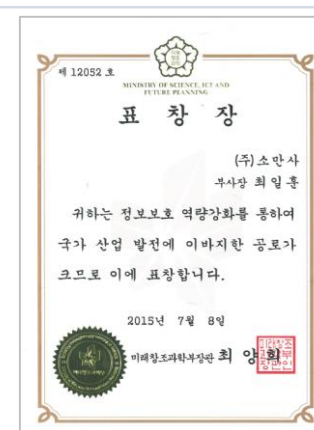 제 12052 호
MINISTRY OF SCIENCE, ICT AND
FUTURE PLANNING
표 창 장
(주)소만사
부사장 최일훈
귀하는 정보보호 역량강화를 통하여
국가 산업 발전에 이바지한 공로가
크므로 이에 표창합니다.
2015년 7월 8일
미래창조과학부장관 최 양 희